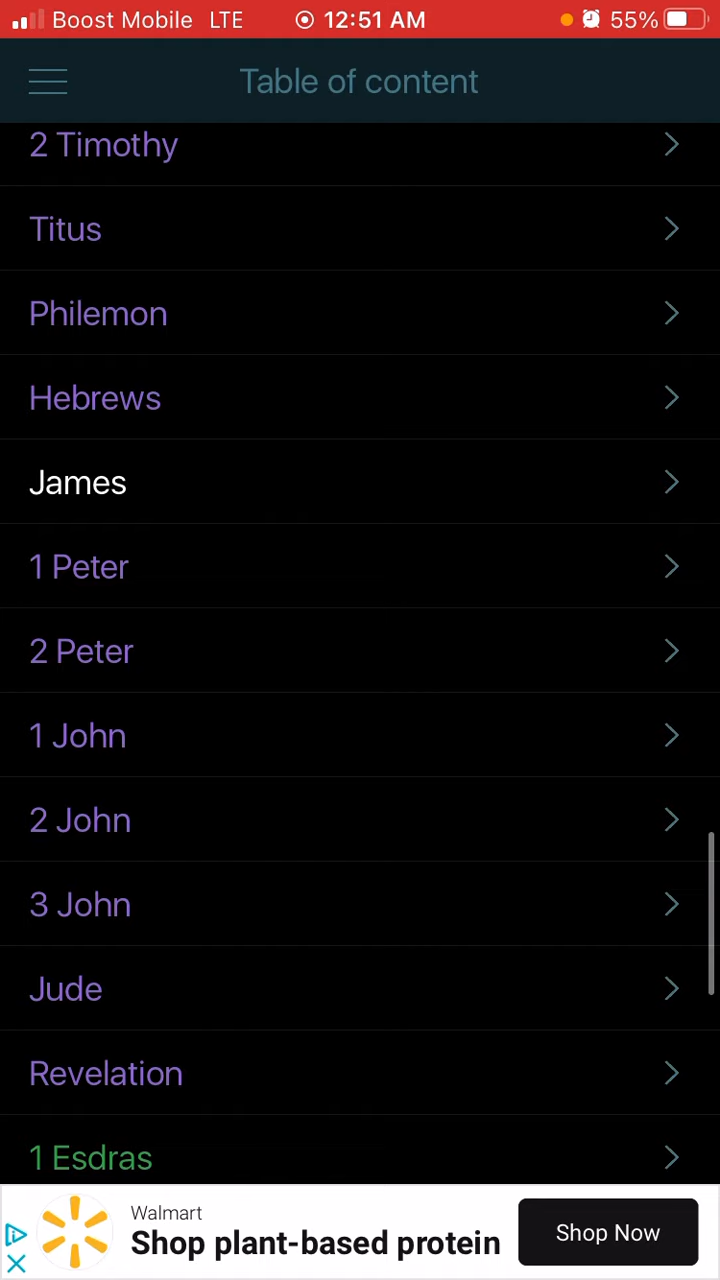 Boost Mobile LTE 12:51 AM 55%
Table of content
2 Timothy
Titus
Philemon
Hebrews
James
1 Peter
2 Peter
1 John
2 John
3 John
Jude
Revelation
1 Esdras
Walmart
Shop plant-based protein
Shop Now